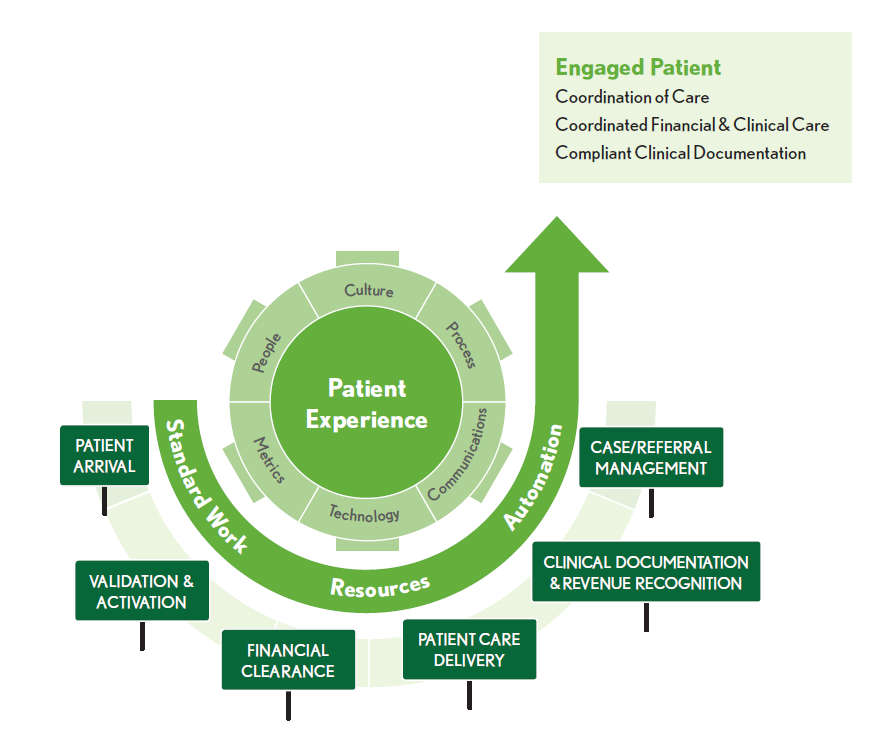 Engaged Patient
Coordination of Care
Coordinated Financial & Clinical Care
Compliant Clinical Documentation
Culture
People
Process
Patient
Experience
Metrics
Communications
Technology
Standard Work
Resources
Automation
PATIENT
ARRIVAL
VALIDATION &
ACTIVATION
FINANCIAL
CLEARANCE
PATIENT CARE
DELIVERY
CLINICAL DOCUMENTATION
& REVENUE RECOGNITION
CASE/REFERRAL
MANAGEMENT